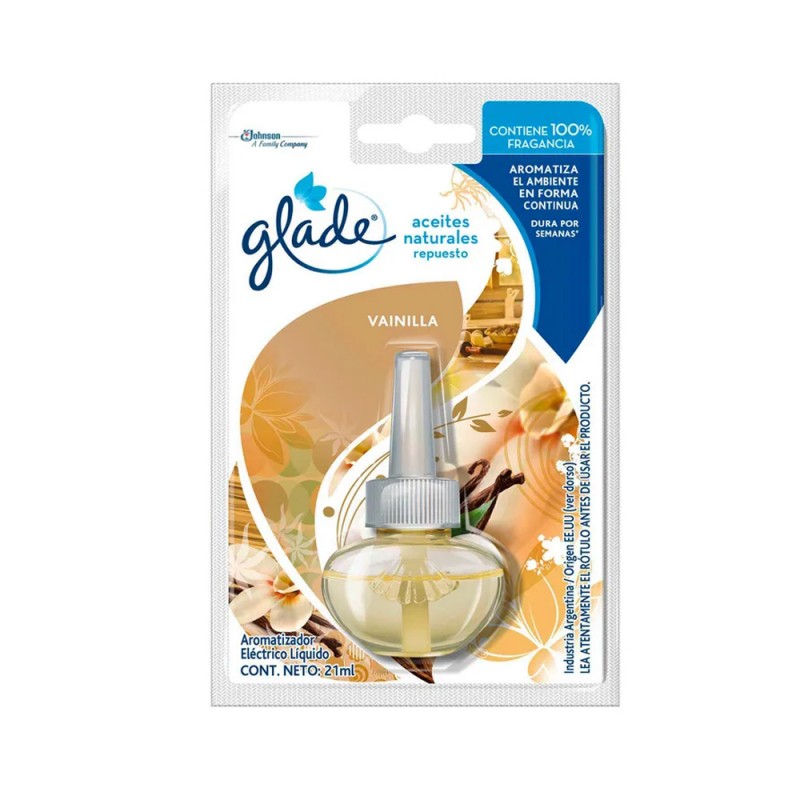 Johnson
A Family Company
CONTIENE 100%
FRAGANCIA
AROMATIZA
EL AMBIENTE
EN FORMA
CONTINUA
DURA POR
SEMANAS*
glade®
aceites
naturales
repuesto
VAINILLA
Industria Argentina / Origen EE.UU (ver dorso)
LEA ATENTAMENTE EL RÓTULO ANTES DE USAR EL PRODUCTO.
Aromatizador
Eléctrico Líquido
CONT. NETO: 21ml